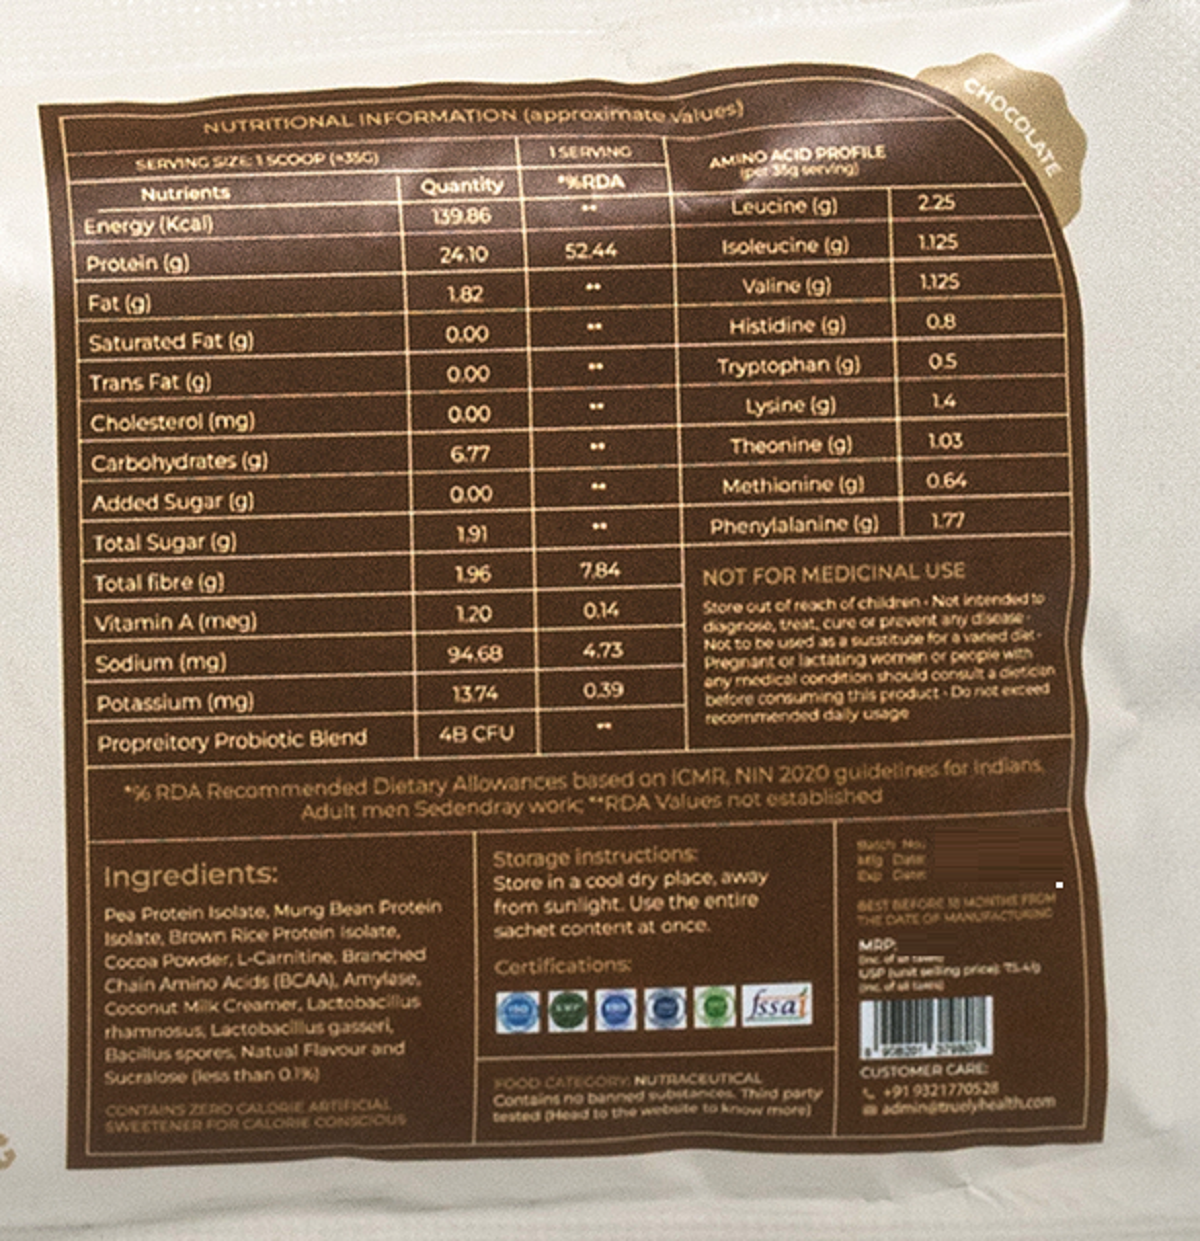 CHOCOLATE
NUTRITIONAL INFORMATION (approximate values)
SERVING SIZE: 1 SCOOP (≈35G) 1 SERVING
Nutrients Quantity *%RDA
Energy (Kcal) 139.86 **
Protein (g) 24.10 52.44
Fat (g) 1.82 **
Saturated Fat (g) 0.00 **
Trans Fat (g) 0.00 **
Cholesterol (mg) 0.00 **
Carbohydrates (g) 6.77 **
Added Sugar (g) 0.00 **
Total Sugar (g) 1.91 **
Total fibre (g) 1.96 7.84
Vitamin A (meg) 1.20 0.14
Sodium (mg) 94.68 4.73
Potassium (mg) 13.74 0.39
Propreitory Probiotic Blend 4B CFU **
AMINO ACID PROFILE
(per 35g serving)
Leucine (g) 2.25
Isoleucine (g) 1.125
Valine (g) 1.125
Histidine (g) 0.8
Tryptophan (g) 0.5
Lysine (g) 1.4
Theonine (g) 1.03
Methionine (g) 0.64
Phenylalanine (g) 1.77
NOT FOR MEDICINAL USE
Store out of reach of children • Not intended to
diagnose, treat, cure or prevent any disease •
Not to be used as a sutstitute for a varied diet •
Pregnant or lactating women or people with
any medical condition should consult a dietician
before consuming this product • Do not exceed
recommended daily usage
*% RDA Recommended Dietary Allowances based on ICMR, NIN 2020 guidelines for Indians,
Adult men Sedendray work; **RDA Values not established
Ingredients:
Pea Protein Isolate, Mung Bean Protein
Isolate, Brown Rice Protein Isolate,
Cocoa Powder, L-Carnitine, Branched
Chain Amino Acids (BCAA), Amylase,
Coconut Milk Creamer, Lactobacillus
rhamnosus, Lactobacillus gasseri,
Bacillus spores, Natual Flavour and
Sucralose (less than 0.1%)
CONTAINS ZERO CALORIE ARTIFICIAL
SWEETENER FOR CALORIE CONSCIOUS
Storage instructions:
Store in a cool dry place, away
from sunlight. Use the entire
sachet content at once.
Certifications:
fssai
FOOD CATEGORY: NUTRACEUTICAL
Contains no banned substances, Third party
tested (Head to the website to know more)
Batch No.:
Mfg Date:
Exp Date:
BEST BEFORE 18 MONTHS FROM
THE DATE OF MANUFACTURING
MRP:
(inc. of all taxes)
USP (unit selling price):
(inc. of all taxes)
CUSTOMER CARE:
+91 9321770528
admin@truelyhealth.com